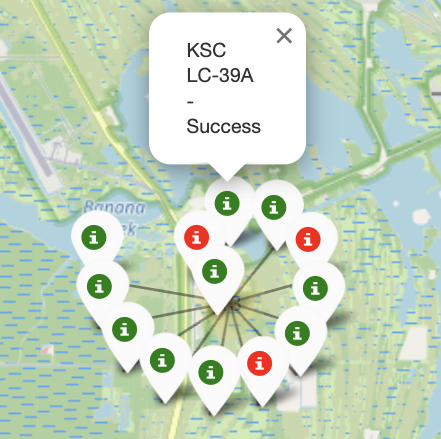 KSC
LC-39A
-
Success
Banana